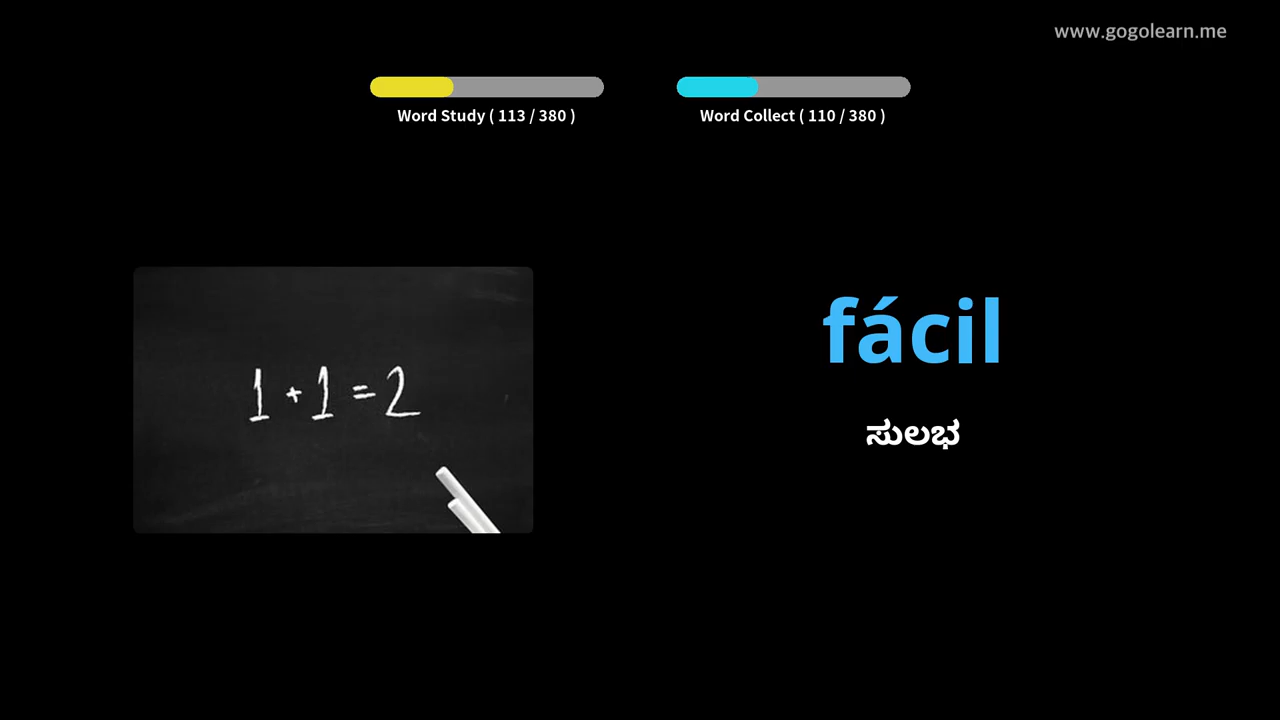 www.gogolearn.me
Word Study ( 113 / 380 )
Word Collect ( 110 / 380 )
1 + 1 = 2
fácil
ಸುಲಭ